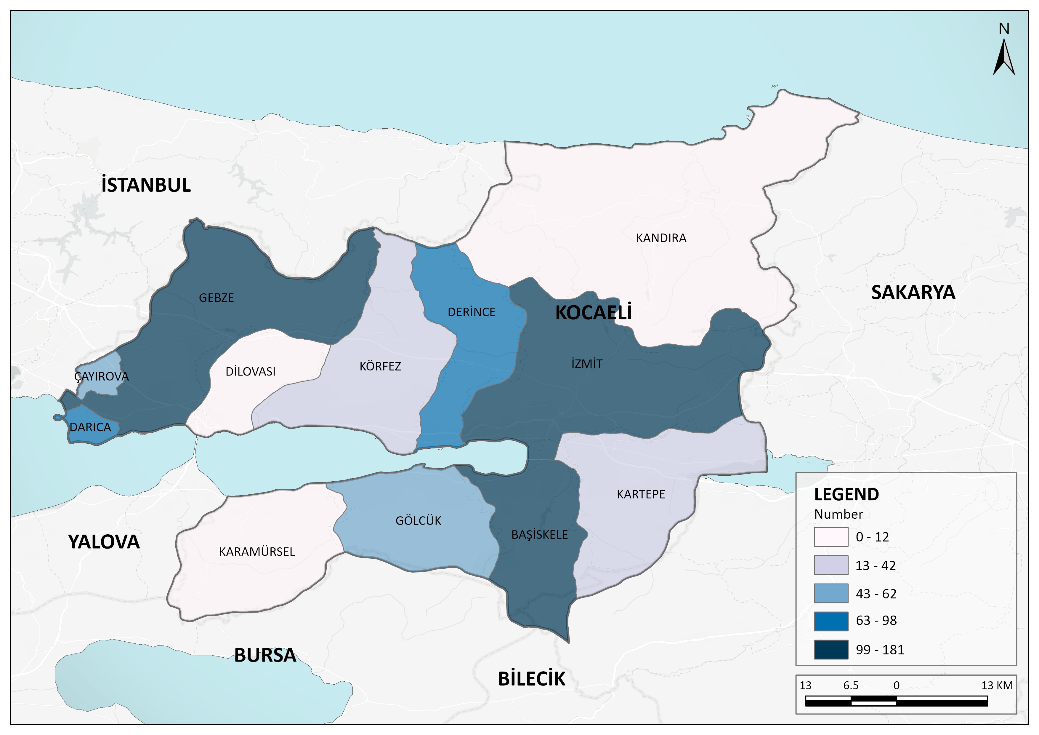 N
İSTANBUL
KANDIRA
SAKARYA
GEBZE
DERİNCE
KOCAELİ
KÖRFEZ
İZMİT
DİLOVASI
ÇAYIROVA
DARICA
KARTEPE
GÖLCÜK
BAŞİSKELE
YALOVA
KARAMÜRSEL
BURSA
BİLECİK
LEGEND
Number
0 - 12
13 - 42
43 - 62
63 - 98
99 - 181
13 6.5 0 13 KM